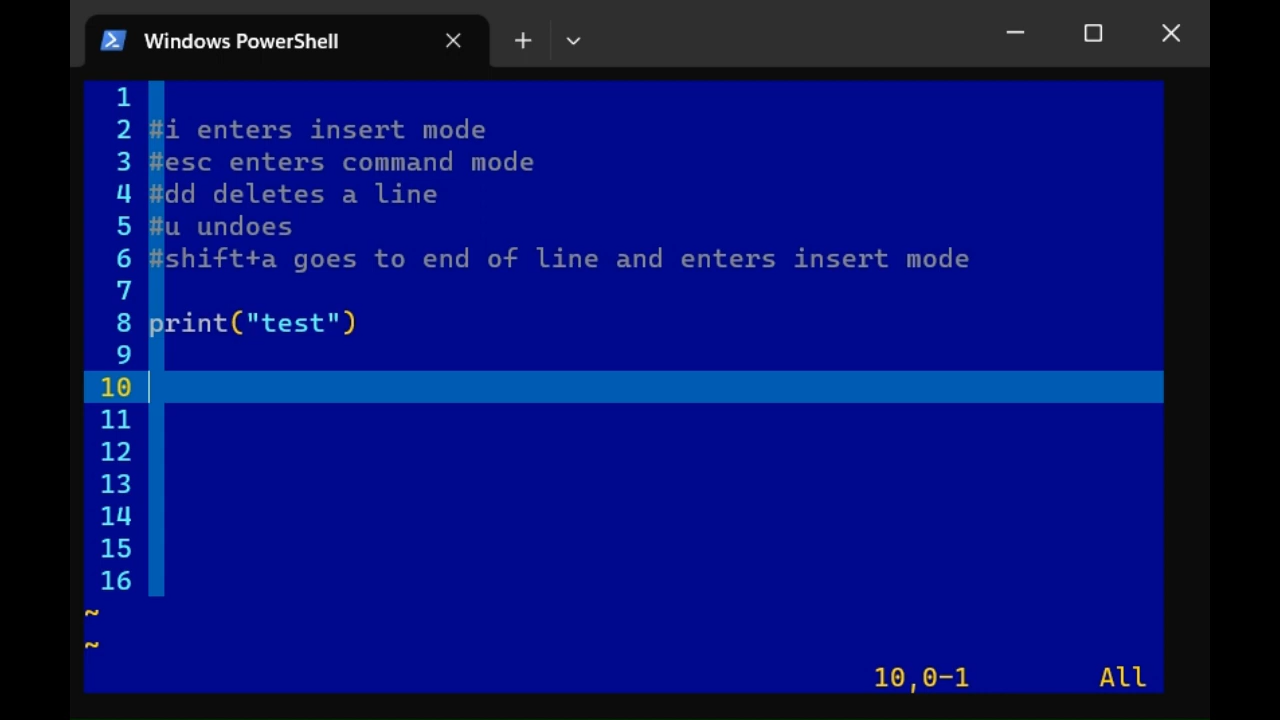 Windows PowerShell
1
2 #i enters insert mode
3 #esc enters command mode
4 #dd deletes a line
5 #u undoes
6 #shift+a goes to end of line and enters insert mode
7
8 print("test")
9
10
11
12
13
14
15
16
~
~
10,0-1 All